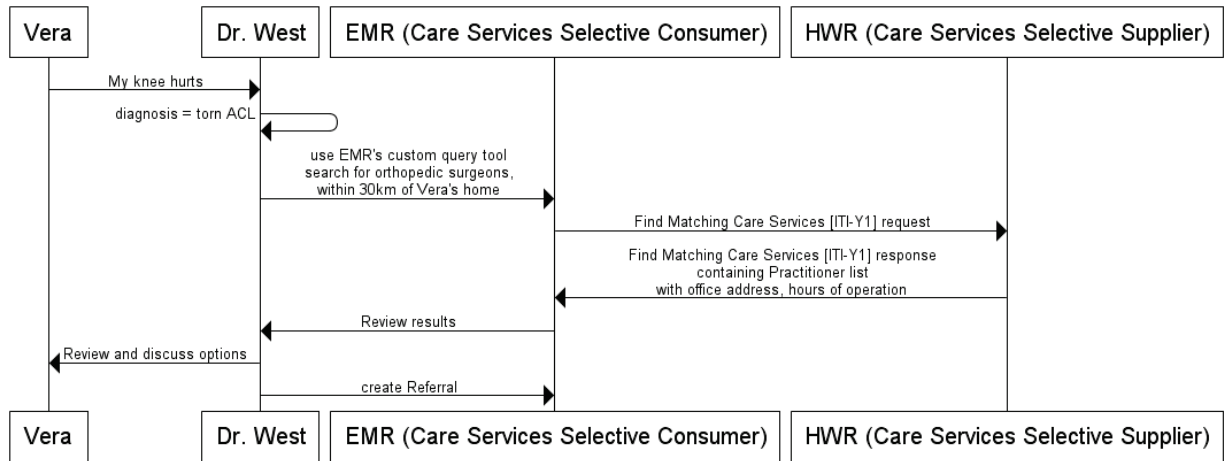 Vera
Dr. West
EMR (Care Services Selective Consumer)
HWR (Care Services Selective Supplier)
My knee hurts
diagnosis = torn ACL
use EMR's custom query tool
search for orthopedic surgeons,
within 30km of Vera's home
Find Matching Care Services [ITI-Y1] request
Find Matching Care Services [ITI-Y1] response
containing Practitioner list
with office address, hours of operation
Review results
Review and discuss options
create Referral
Vera
Dr. West
EMR (Care Services Selective Consumer)
HWR (Care Services Selective Supplier)